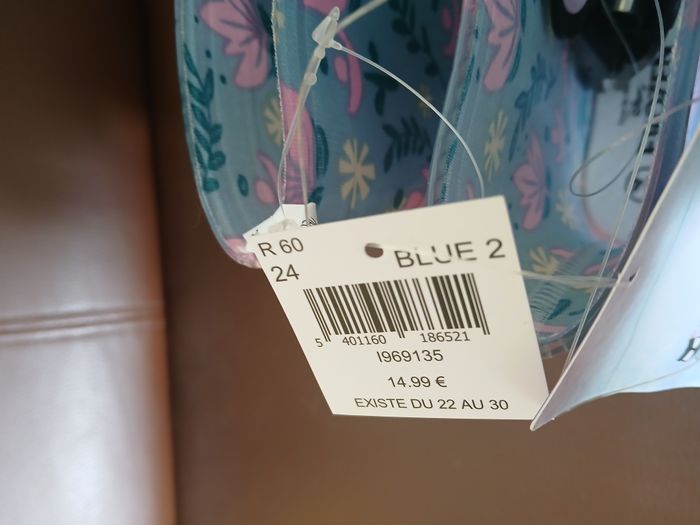 R 60
24
BLUE 2
5 401160 186521
I969135
14.99 €
EXISTE DU 22 AU 30